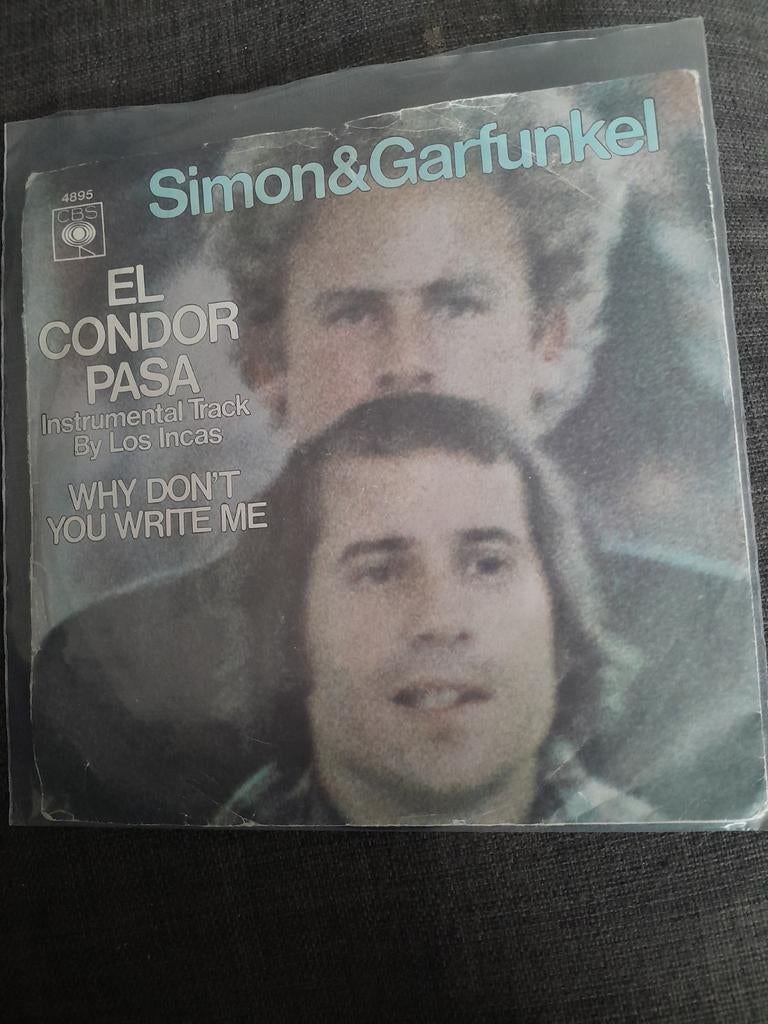 Simon&Garfunkel
4895
CBS
EL
CONDOR
PASA
Instrumental Track
By Los Incas
WHY DON'T
YOU WRITE ME